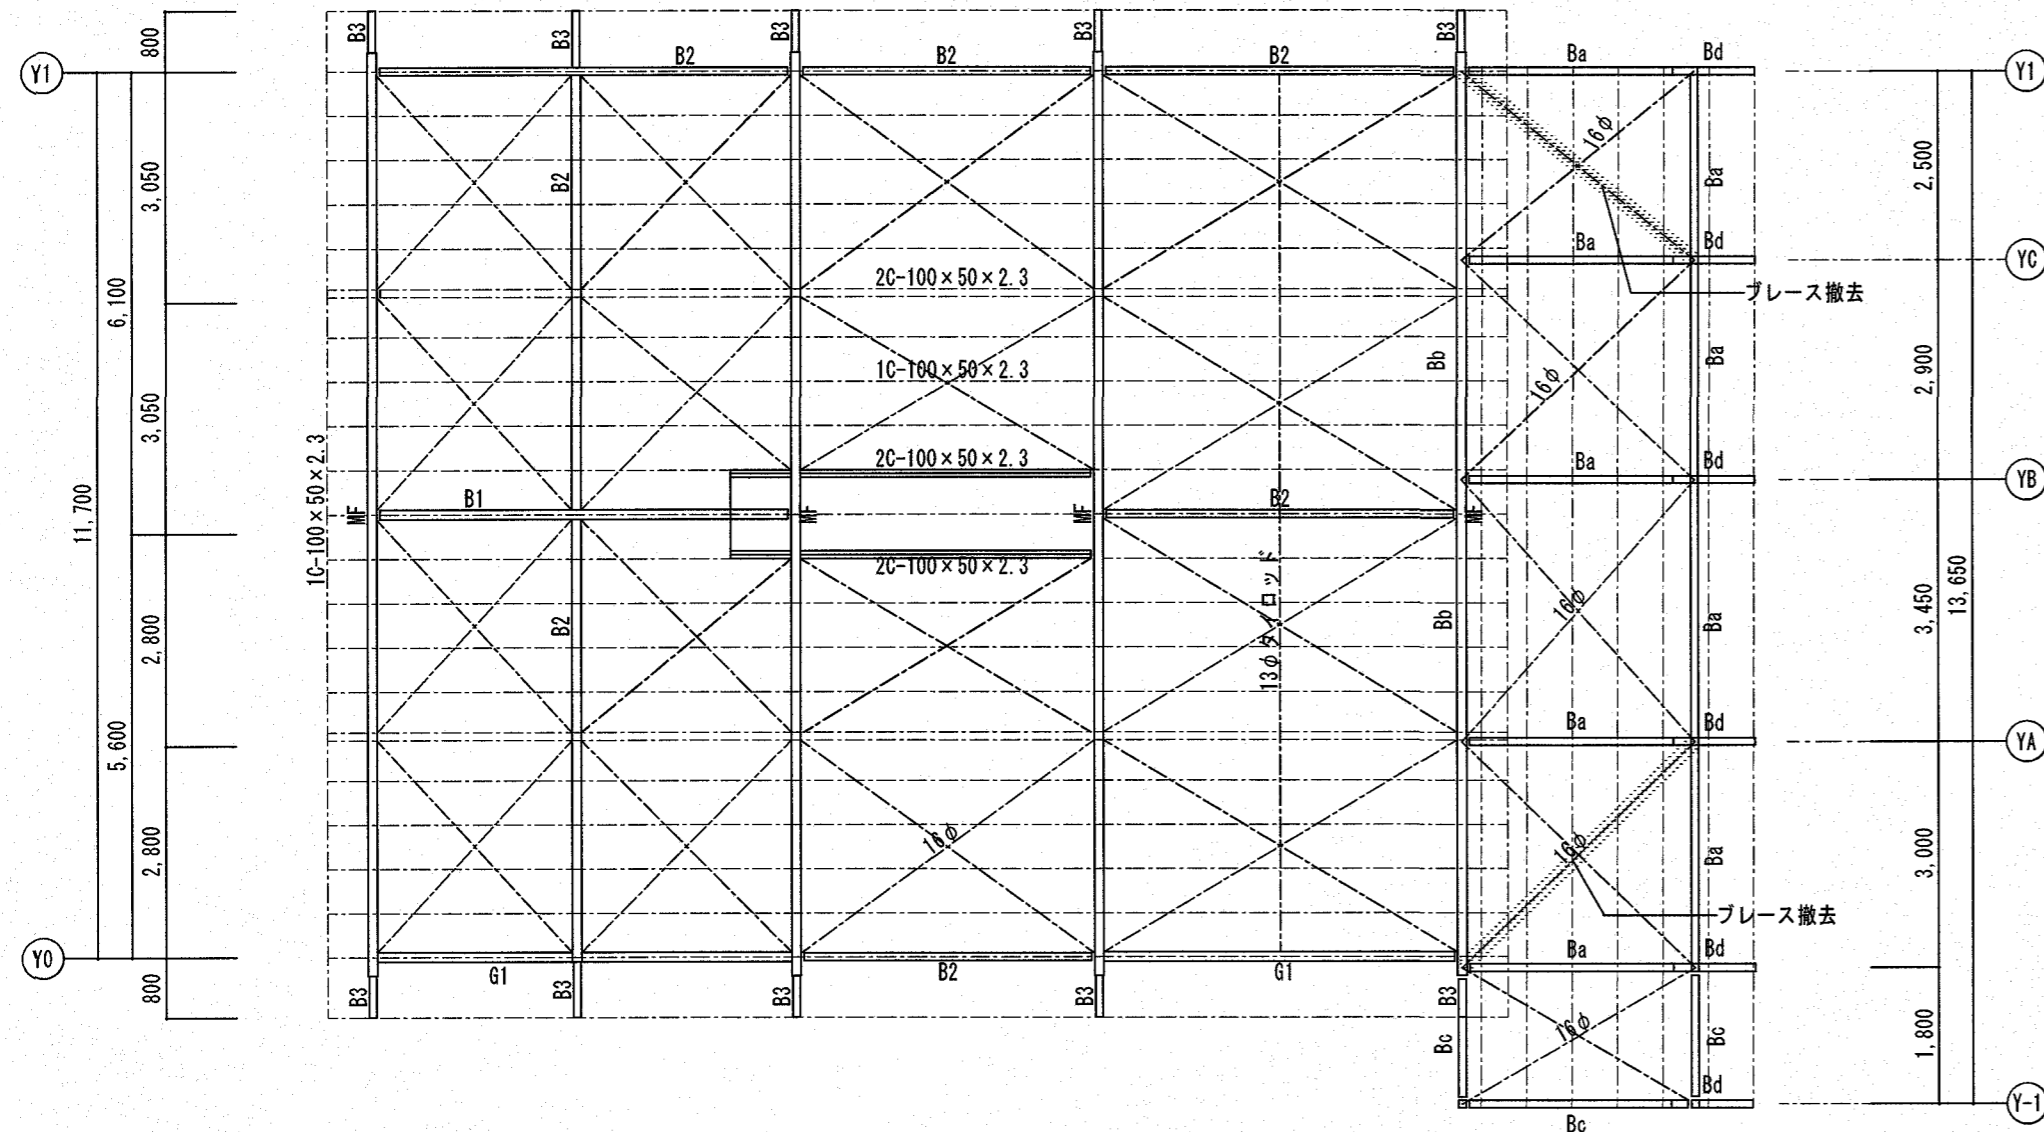 800
B3
B3
B3
B3
B3
Y1
B2
B2
B2
Ba
Bd
Y1
3,050
B2
16φ
Ba
2,500
Ba
Bd
YC
2C-100×50×2.3
ブレース撤去
6,100
1C-100×50×2.3
Bb
16φ
Ba
2,900
3,050
1C-100×50×2.3
2C-100×50×2.3
Ba
Bd
YB
11,700
MF
B1
MF
MF
B2
MF
2C-100×50×2.3
13φタイロッド
2,800
B2
Bb
16φ
Ba
3,450
13,650
5,600
Ba
Bd
YA
2,800
16φ
16φ
Ba
3,000
ブレース撤去
Y0
G1
B2
G1
Ba
Bd
800
B3
B3
B3
B3
B3
Bc
16φ
Bc
1,800
Bd
Y-1
Bc